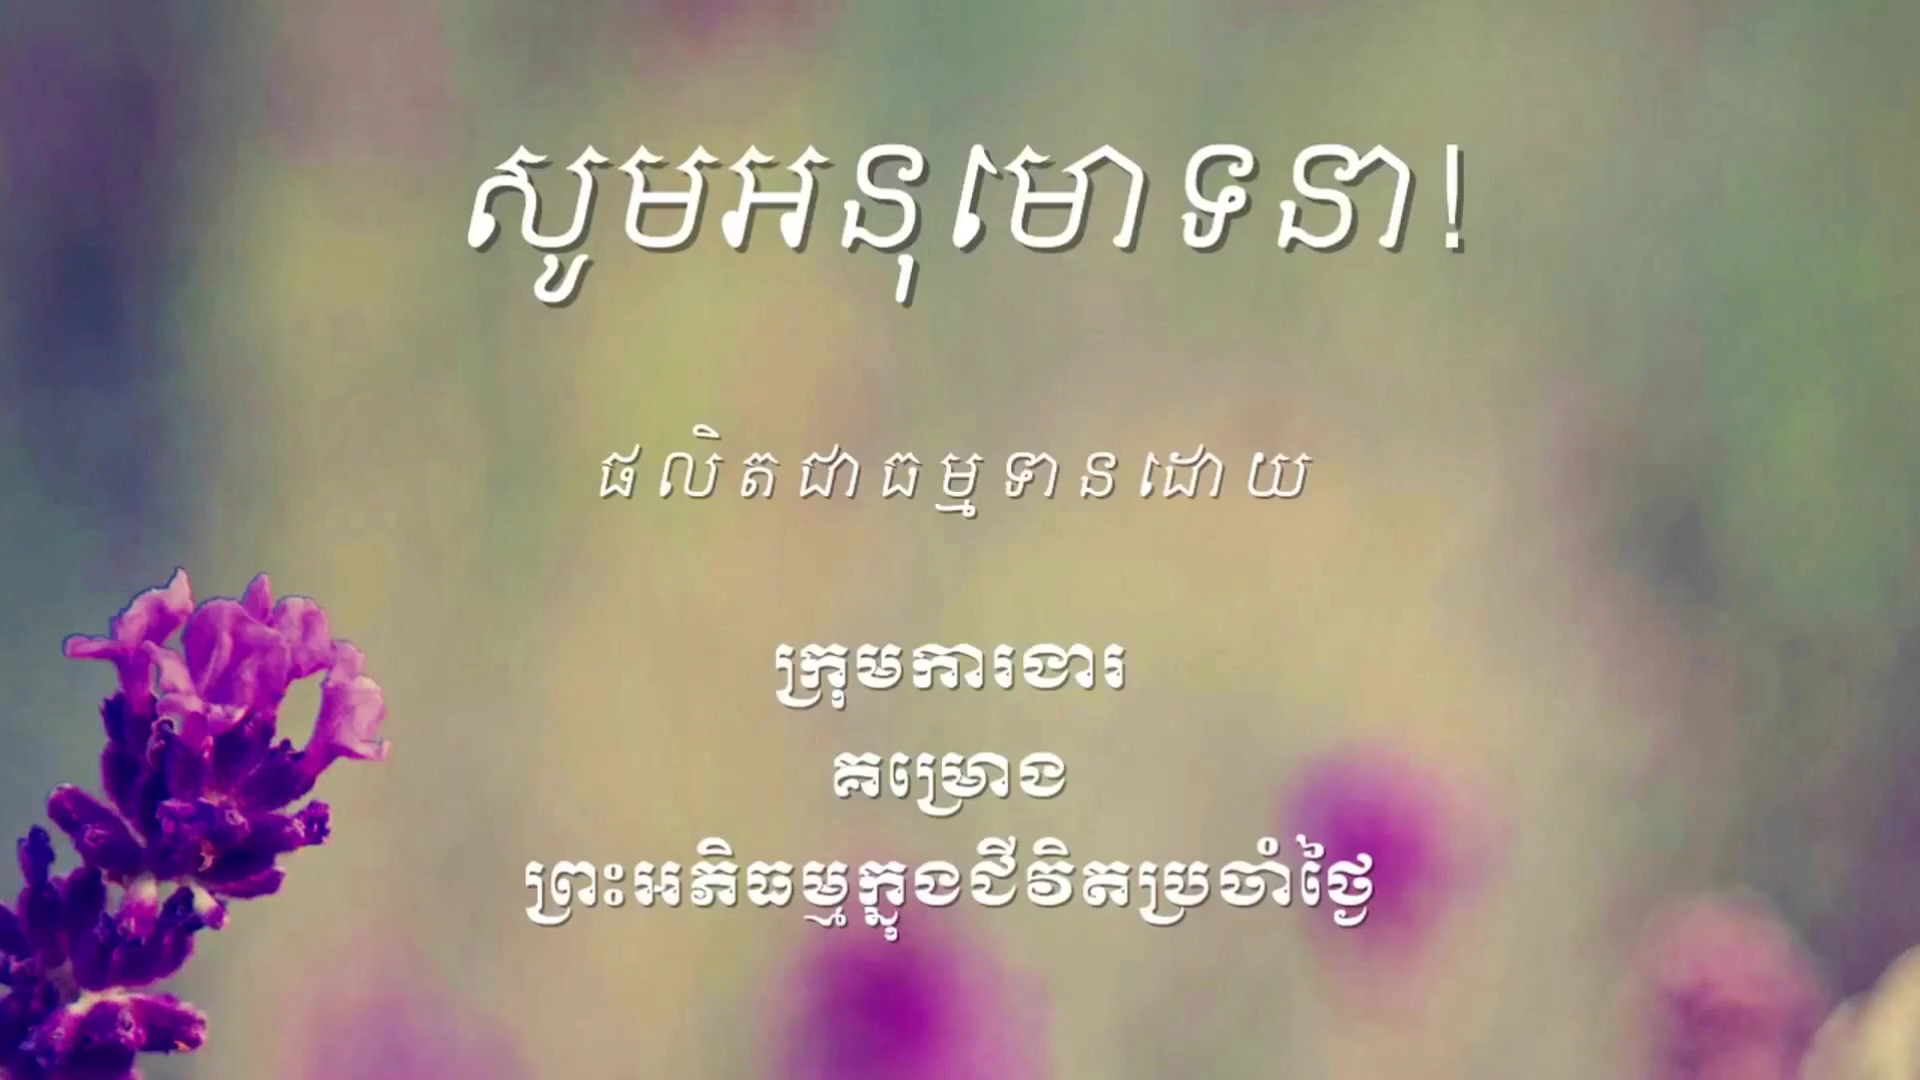 សូមអនុមោទនា!
ផលិតជាធម្មទានដោយ
ក្រុមការងារ
គម្រោង
ព្រះអភិធម្មក្នុងជីវិតប្រចាំថ្ងៃ